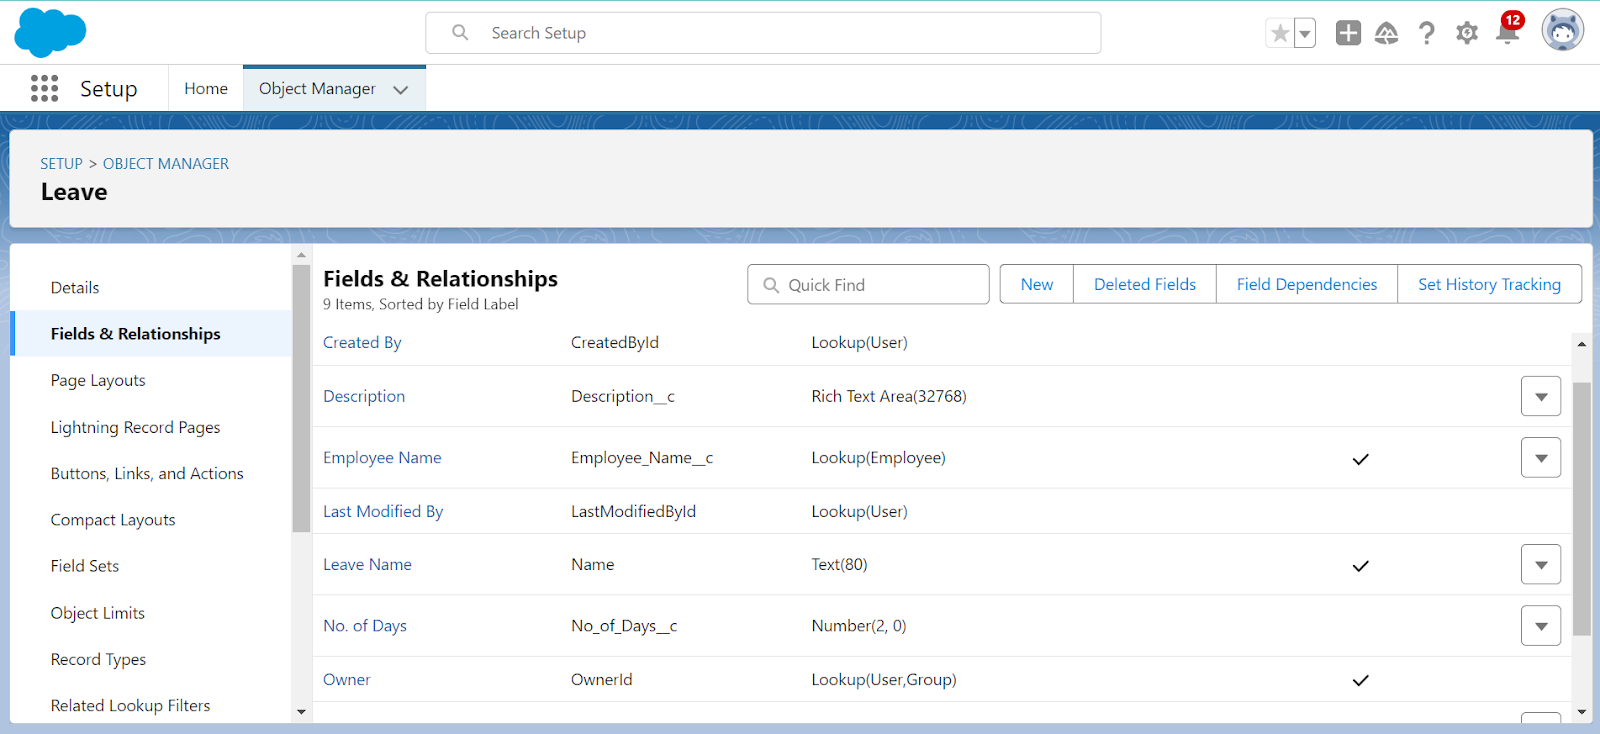 Search Setup
12
Setup
Home
Object Manager
SETUP > OBJECT MANAGER
Leave
Details
Fields & Relationships
Page Layouts
Lightning Record Pages
Buttons, Links, and Actions
Compact Layouts
Field Sets
Object Limits
Record Types
Related Lookup Filters
Fields & Relationships
9 Items, Sorted by Field Label
Quick Find
New
Deleted Fields
Field Dependencies
Set History Tracking
Created By CreatedById Lookup(User)
Description Description__c Rich Text Area(32768)
Employee Name Employee_Name__c Lookup(Employee)
Last Modified By LastModifiedById Lookup(User)
Leave Name Name Text(80)
No. of Days No_of_Days__c Number(2, 0)
Owner OwnerId Lookup(User,Group)